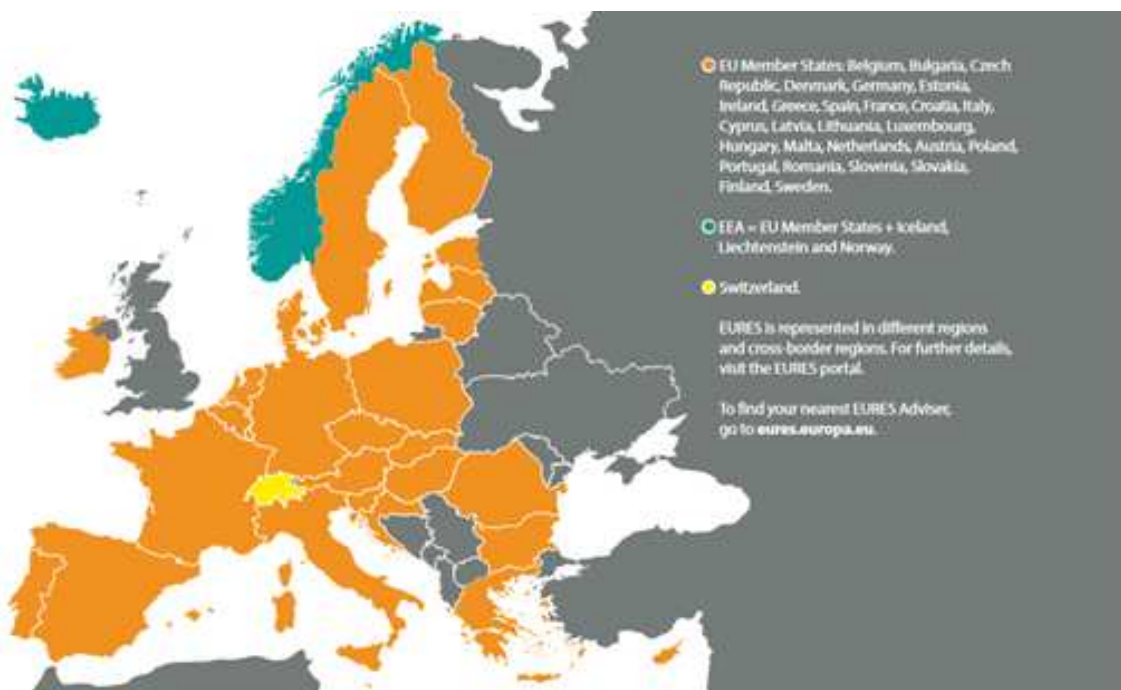 EU Member States: Belgium, Bulgaria, Czech
Republic, Denmark, Germany, Estonia,
Ireland, Greece, Spain, France, Croatia, Italy,
Cyprus, Latvia, Lithuania, Luxembourg,
Hungary, Malta, Netherlands, Austria, Poland,
Portugal, Romania, Slovenia, Slovakia,
Finland, Sweden.
EEA = EU Member States + Iceland,
Liechtenstein and Norway.
Switzerland.
EURES is represented in different regions
and cross-border regions. For further details,
visit the EURES portal.
To find your nearest EURES Adviser,
go to eures.europa.eu.